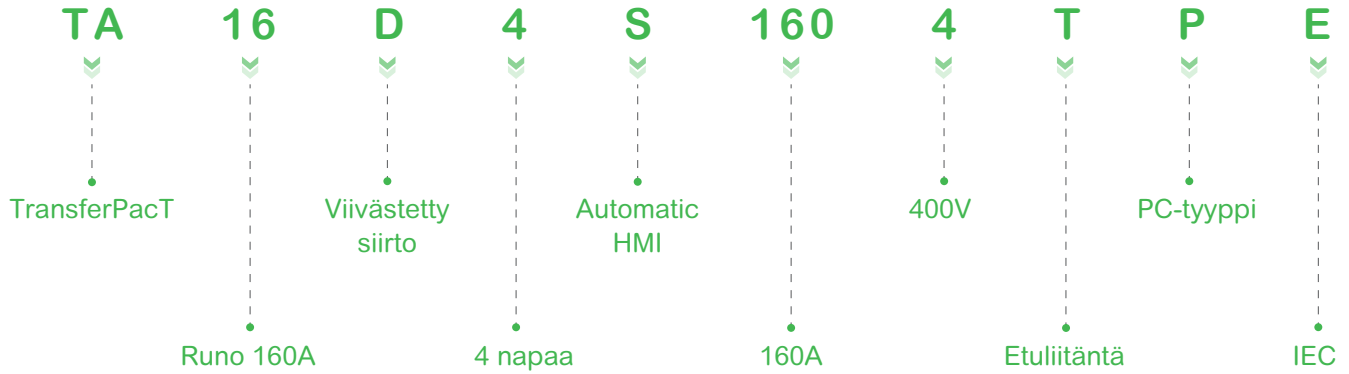 TA 16 D 4 S 160 4 T P E
TransferPacT Viivästetty Automatic 400V PC-tyyppi
siirto HMI
Runo 160A 4 napaa 160A Etuliitäntä IEC